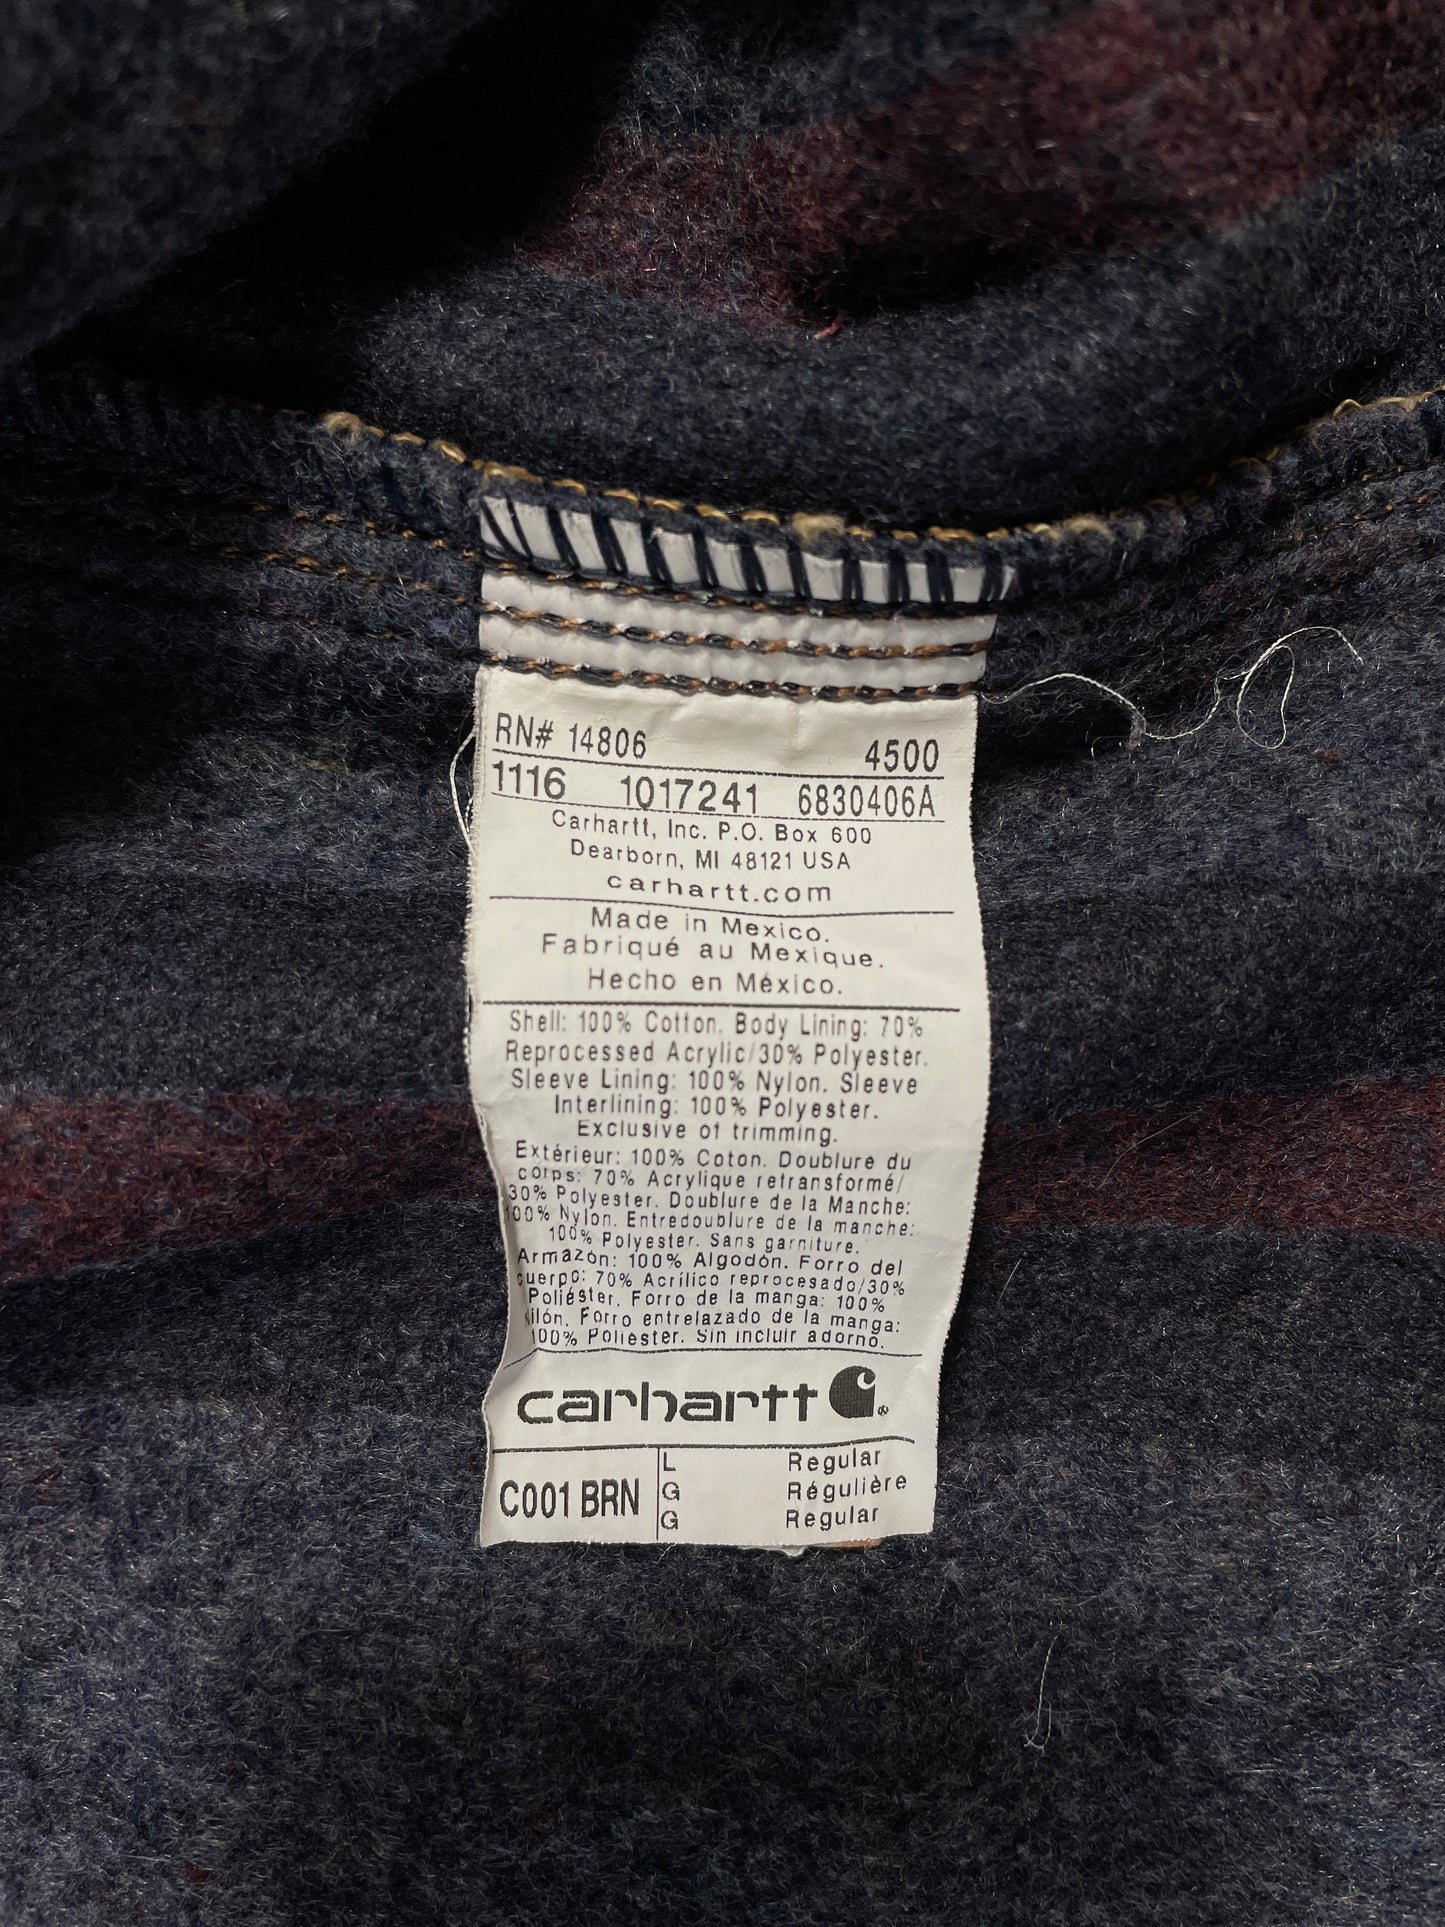 RN# 14806 4500
1116 1017241 6830406A
Carhartt, Inc. P.O. Box 600
Dearborn, MI 48121 USA
carhartt.com
Made in Mexico.
Fabriqué au Mexique.
Hecho en México.
Shell: 100% Cotton. Body Lining: 70%
Reprocessed Acrylic/30% Polyester.
Sleeve Lining: 100% Nylon. Sleeve
Interlining: 100% Polyester.
Exclusive of trimming.
Extérieur: 100% Coton. Doublure du
corps: 70% Acrylique retransformé/
30% Polyester. Doublure de la Manche:
100% Nylon. Entredoublure de la manche:
100% Polyester. Sans garniture.
Armazón: 100% Algodón. Forro del
cuerpo: 70% Acrílico reprocesado/30%
Poliéster. Forro de la manga: 100%
Nilón. Forro entrelazado de la manga:
100% Poliester. Sin incluir adorno.
carhartt
C001 BRN L Regular
G Régulière
G Regular